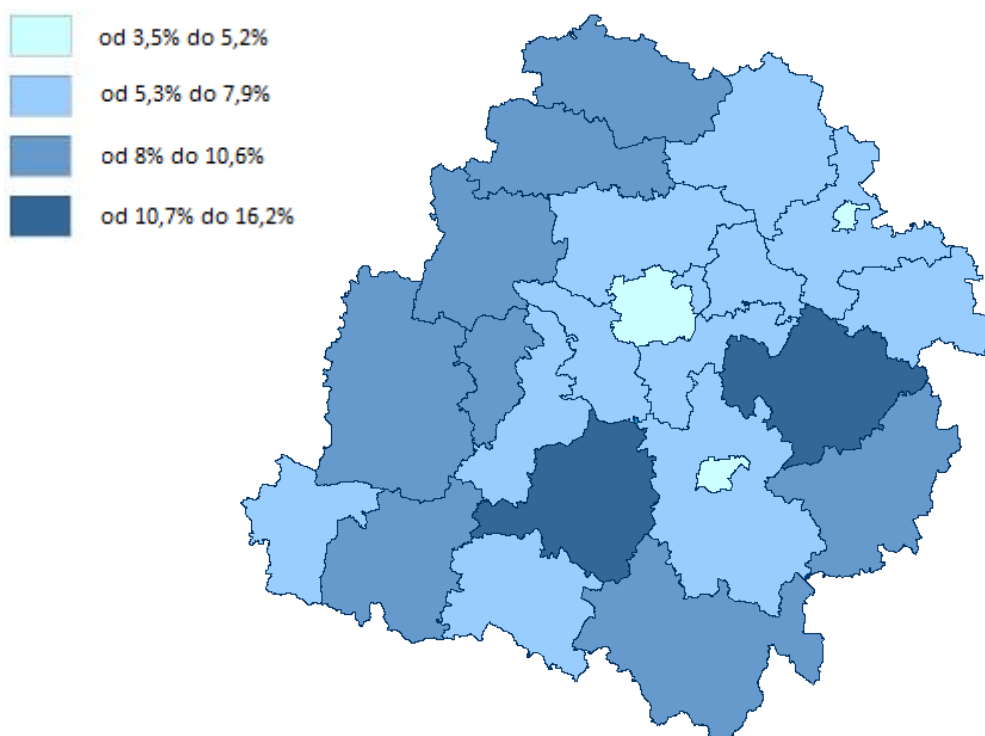 od 3,5% do 5,2%
od 5,3% do 7,9%
od 8% do 10,6%
od 10,7% do 16,2%